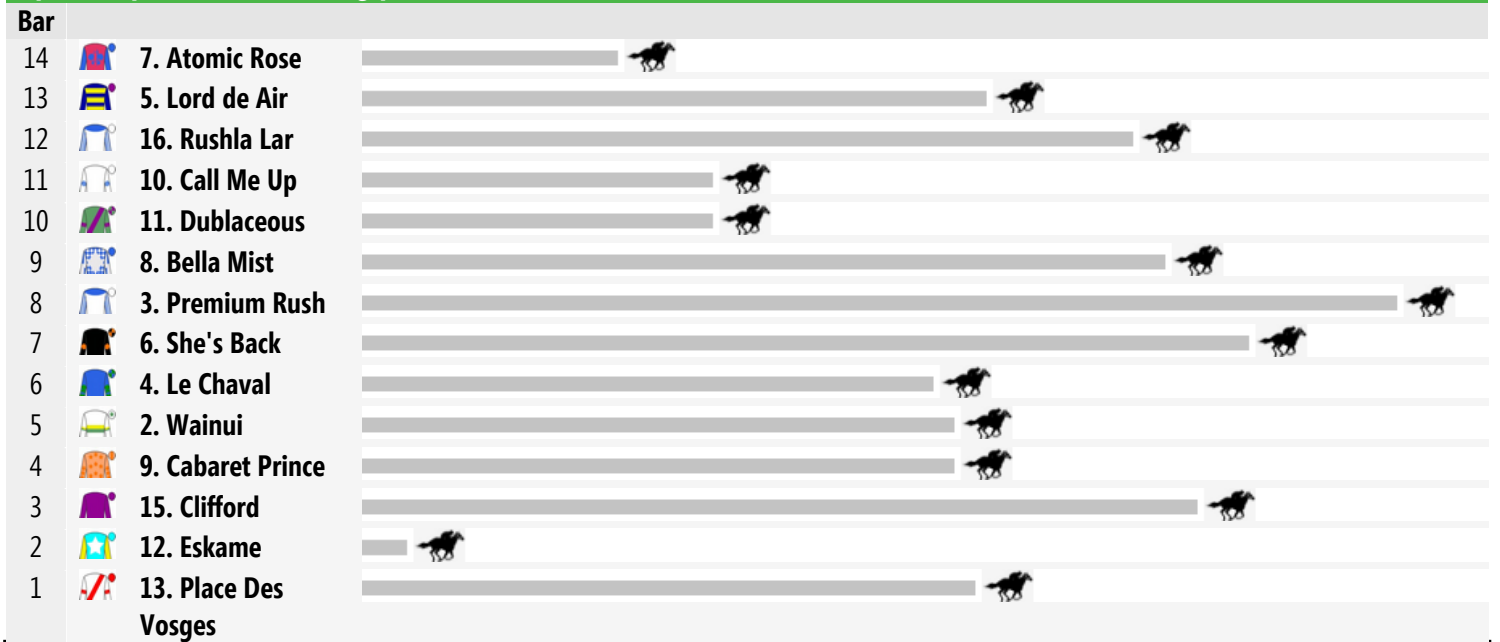 Bar
14 7. Atomic Rose
13 5. Lord de Air
12 16. Rushla Lar
11 10. Call Me Up
10 11. Dublaceous
9 8. Bella Mist
8 3. Premium Rush
7 6. She's Back
6 4. Le Chaval
5 2. Wainui
4 9. Cabaret Prince
3 15. Clifford
2 12. Eskame
1 13. Place Des
Vosges